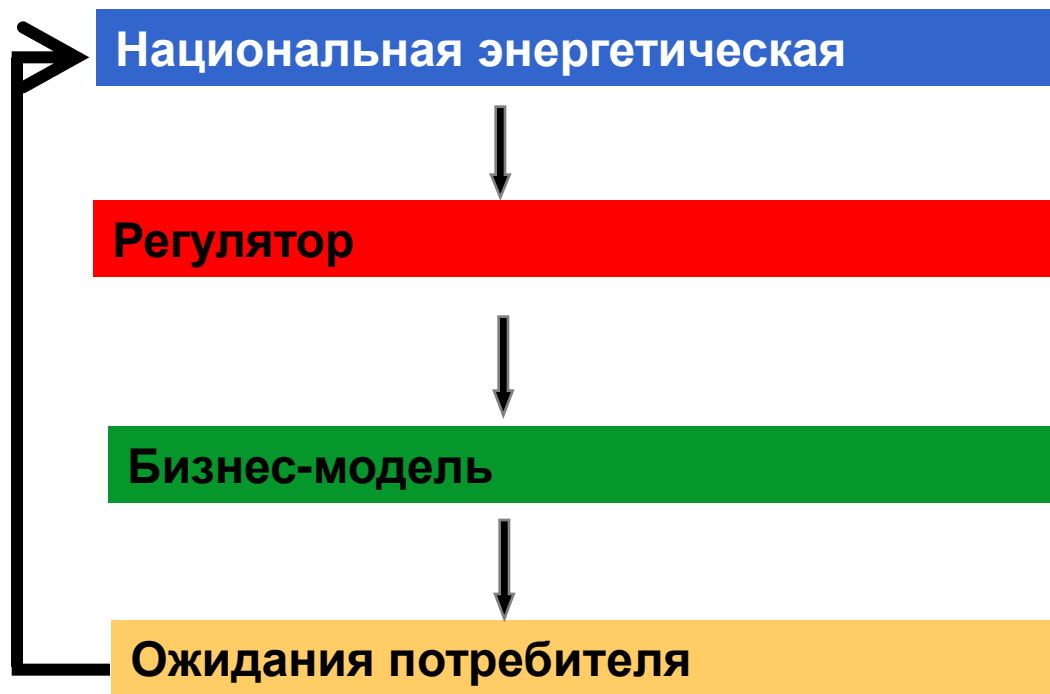 Национальная энергетическая
Регулятор
Бизнес-модель
Ожидания потребителя